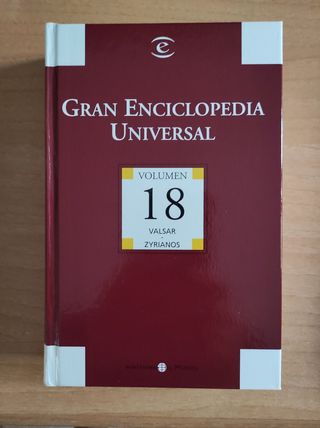 e
GRAN ENCICLOPEDIA
UNIVERSAL
VOLUMEN
18
VALSAR
-
ZYRIANOS